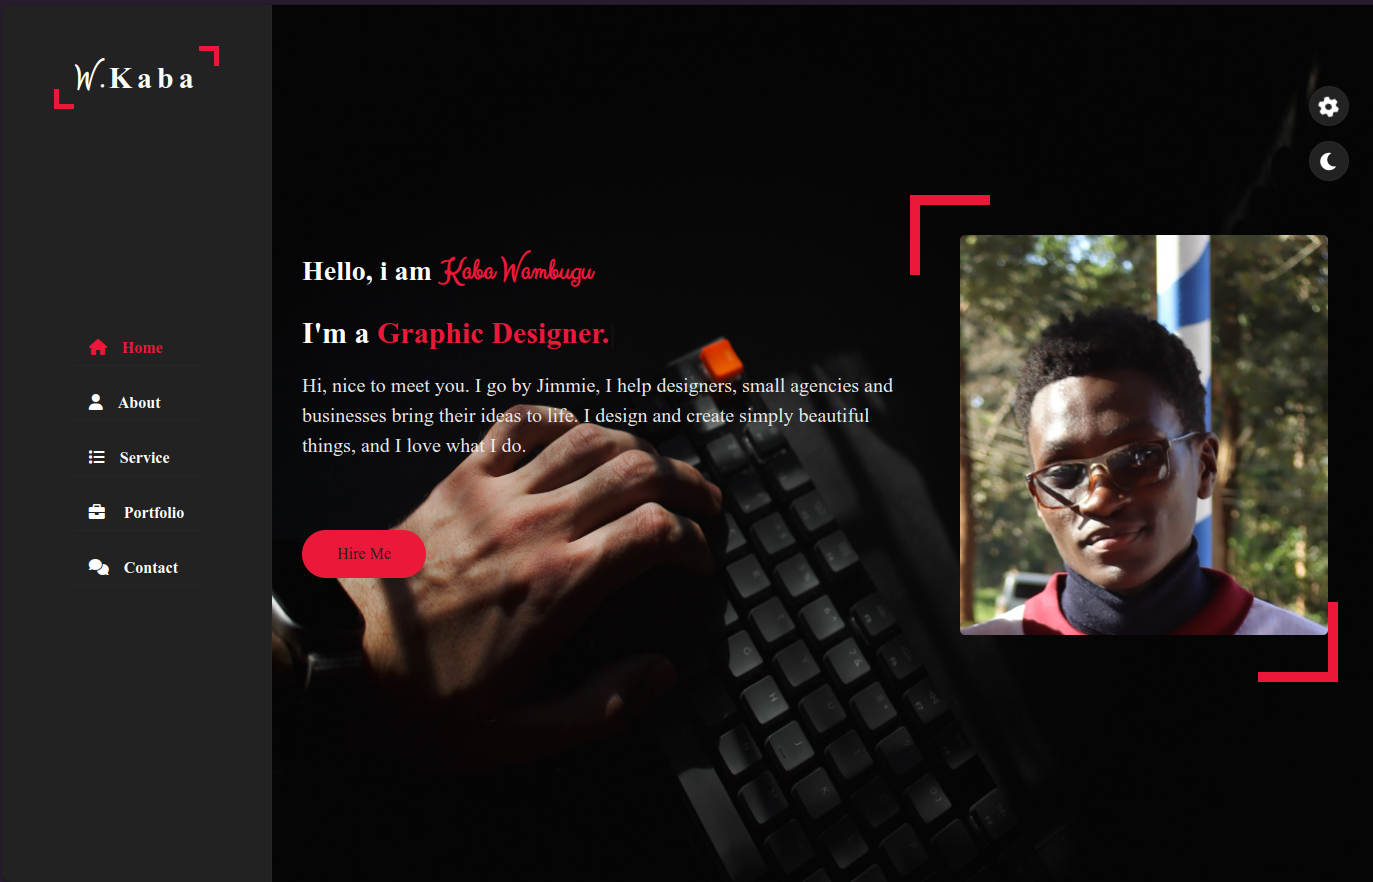 W.Kaba
Home
About
Service
Portfolio
Contact
Hello, i am Kaba Wambugu
I'm a Graphic Designer.
Hi, nice to meet you. I go by Jimmie, I help designers, small agencies and
businesses bring their ideas to life. I design and create simply beautiful
things, and I love what I do.
Hire Me